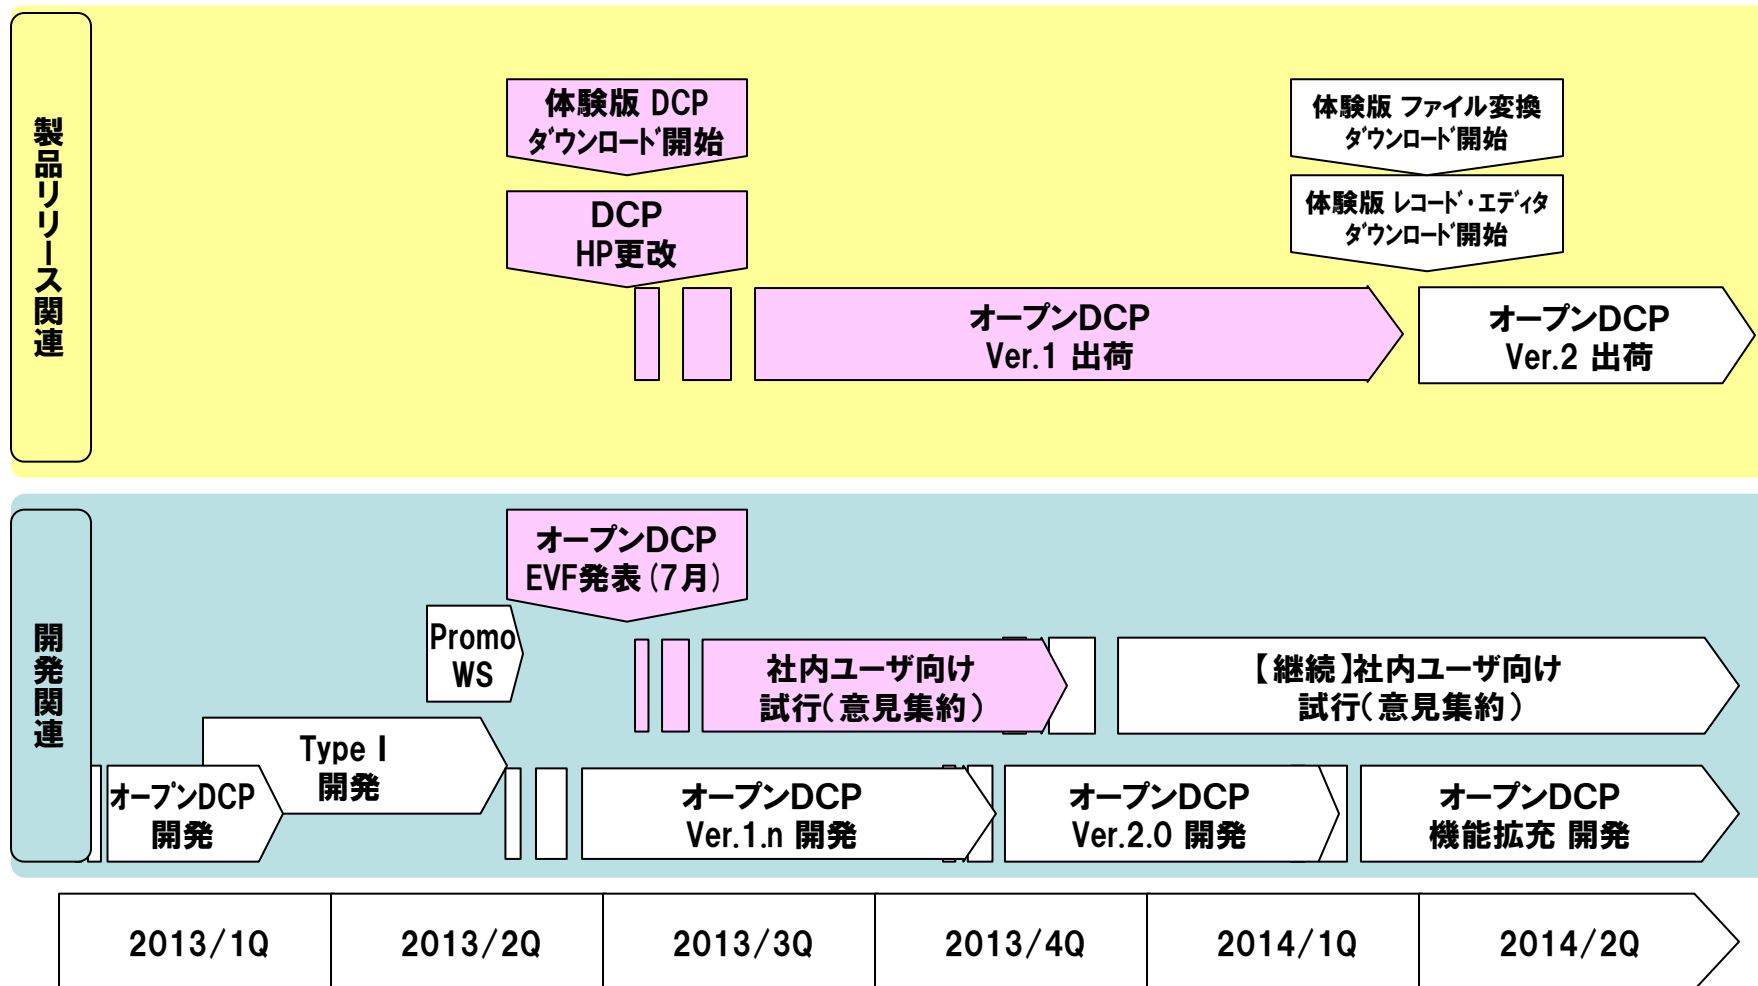 製品リリース関連
体験版 DCP
ダウンロード開始
DCP
HP更改
体験版 ファイル変換
ダウンロード開始
体験版 レコード・エディタ
ダウンロード開始
オープンDCP
Ver.1 出荷
オープンDCP
Ver.2 出荷
開発関連
オープンDCP
EVF発表(7月)
Promo
WS
社内ユーザ向け
試行(意見集約)
【継続】社内ユーザ向け
試行(意見集約)
Type I
開発
オープンDCP
開発
オープンDCP
Ver.1.n 開発
オープンDCP
Ver.2.0 開発
オープンDCP
機能拡充 開発
2013/1Q
2013/2Q
2013/3Q
2013/4Q
2014/1Q
2014/2Q